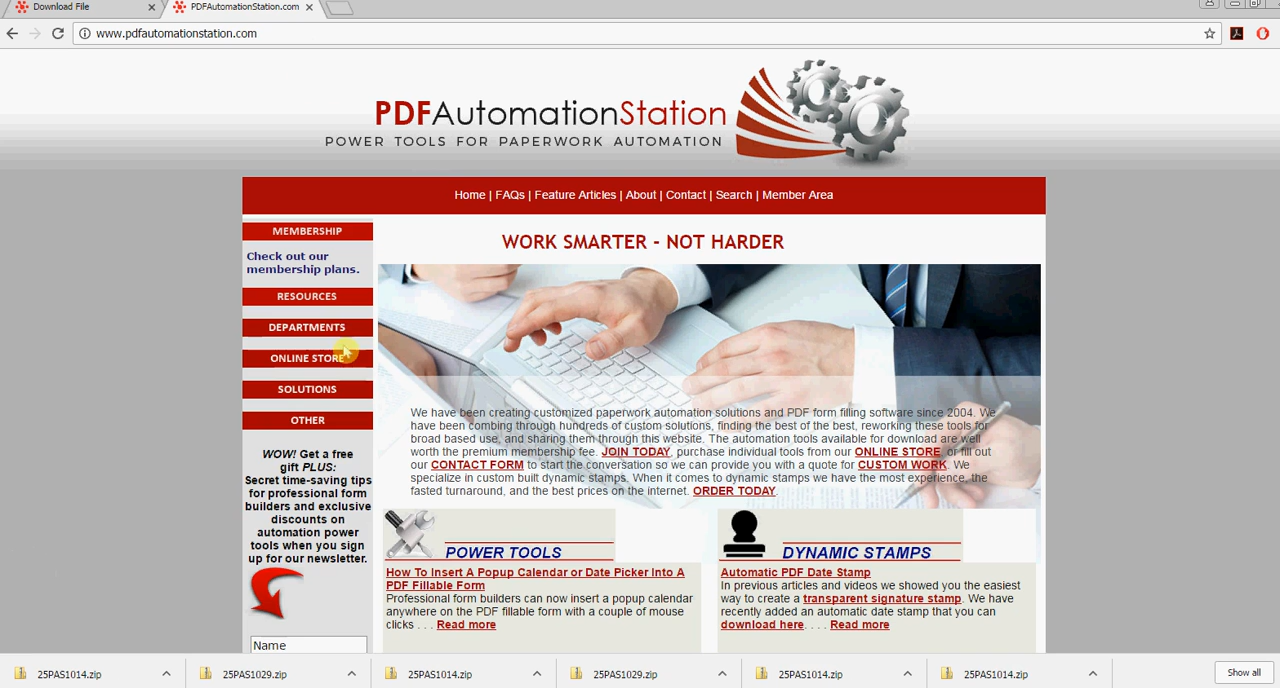 Download File
PDFAutomationStation.com
www.pdfautomationstation.com
PDFAutomationStation
POWER TOOLS FOR PAPERWORK AUTOMATION
Home | FAQs | Feature Articles | About | Contact | Search | Member Area
MEMBERSHIP
Check out our
membership plans.
RESOURCES
DEPARTMENTS
ONLINE STORE
SOLUTIONS
OTHER
WOW! Get a free
gift PLUS:
Secret time-saving tips
for professional form
builders and exclusive
discounts on
automation power
tools when you sign
up for our newsletter.
Name
WORK SMARTER - NOT HARDER
We have been creating customized paperwork automation solutions and PDF form filling software since 2004. We
have been combing through hundreds of custom solutions, finding the best of the best, reworking these tools for
broad based use, and sharing them through this website. The automation tools available for download are well
worth the premium membership fee. JOIN TODAY, purchase individual tools from our ONLINE STORE, or fill out
our CONTACT FORM to start the conversation so we can provide you with a quote for CUSTOM WORK. We
specialize in custom built dynamic stamps. When it comes to dynamic stamps we have the most experience, the
fasted turnaround, and the best prices on the internet. ORDER TODAY.
POWER TOOLS
How To Insert A Popup Calendar or Date Picker Into A
PDF Fillable Form
Professional form builders can now insert a popup calendar
anywhere on the PDF fillable form with a couple of mouse
clicks . . . Read more
DYNAMIC STAMPS
Automatic PDF Date Stamp
In previous articles and videos we showed you the easiest
way to create a transparent signature stamp. We have
recently added an automatic date stamp that you can
download here. . . . Read more
25PAS1014.zip
25PAS1029.zip
25PAS1014.zip
25PAS1029.zip
25PAS1014.zip
25PAS1014.zip
Show all